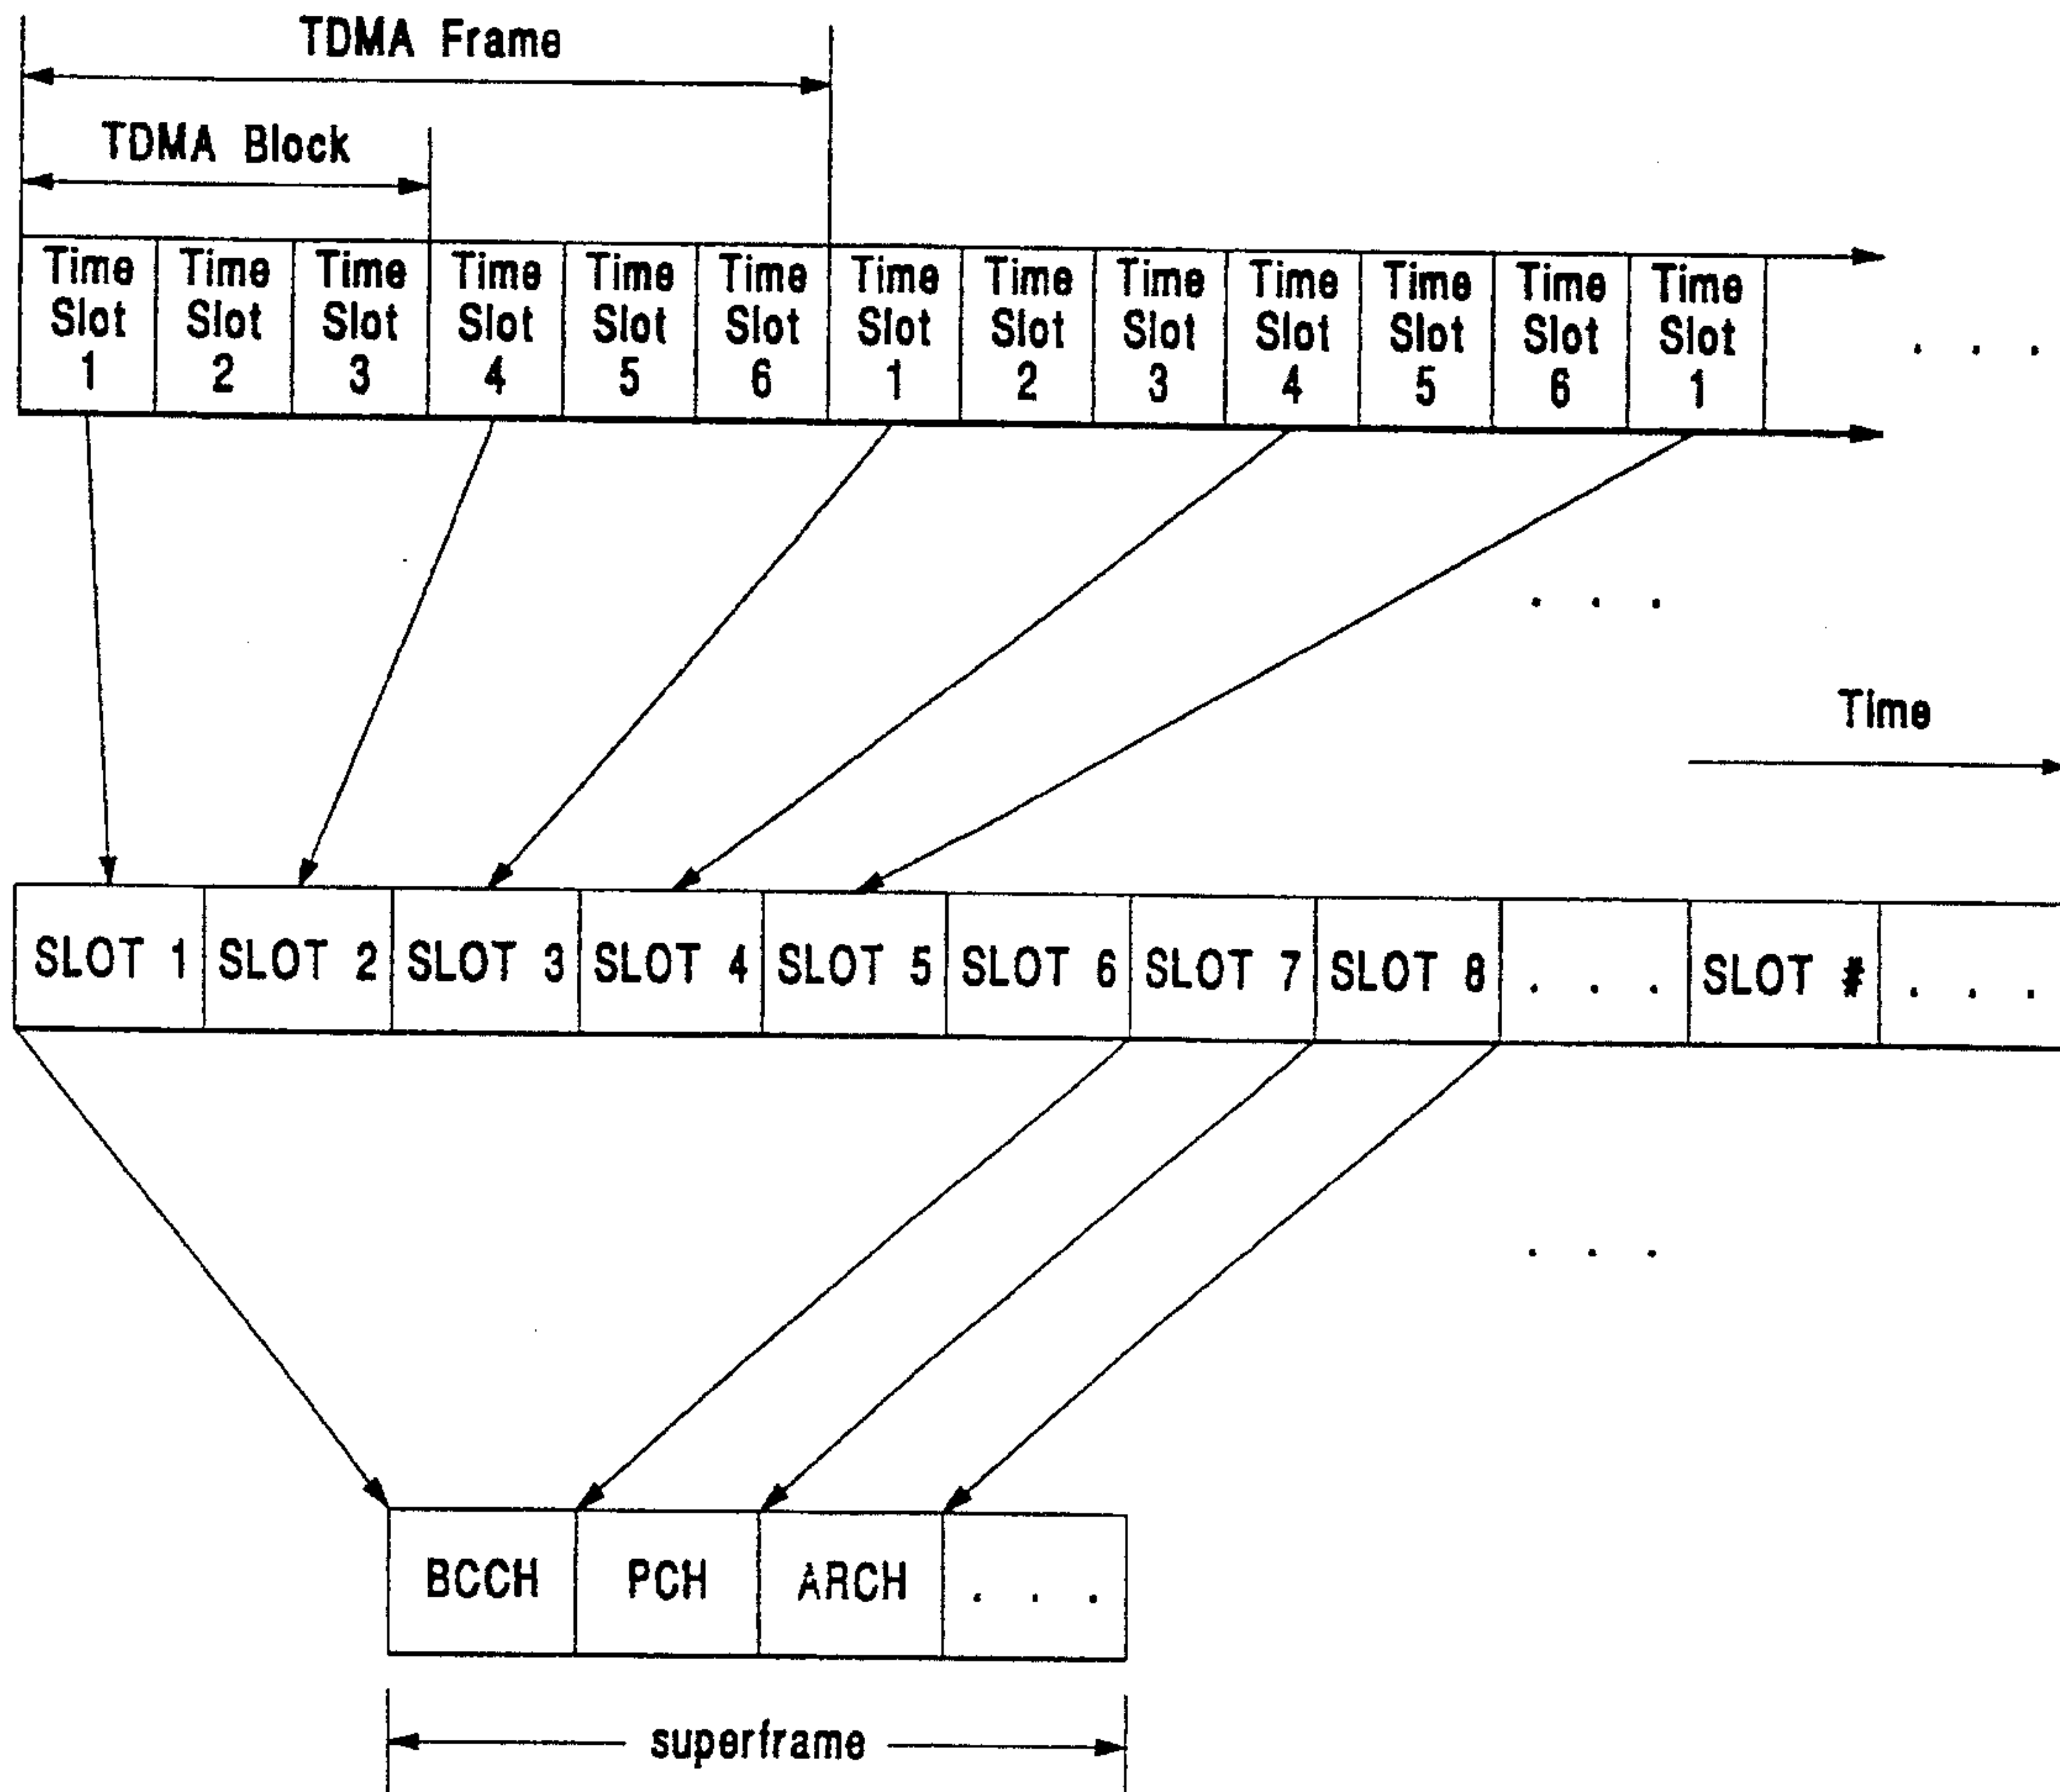 TDMA Frame
TDMA Block
Time Slot 1
Time Slot 2
Time Slot 3
Time Slot 4
Time Slot 5
Time Slot 6
Time Slot 1
Time Slot 2
Time Slot 3
Time Slot 4
Time Slot 5
Time Slot 6
Time Slot 1
. . .
. . .
Time
SLOT 1
SLOT 2
SLOT 3
SLOT 4
SLOT 5
SLOT 6
SLOT 7
SLOT 8
. . .
SLOT #
. . .
. . .
BCCH
PCH
ARCH
. . .
superframe